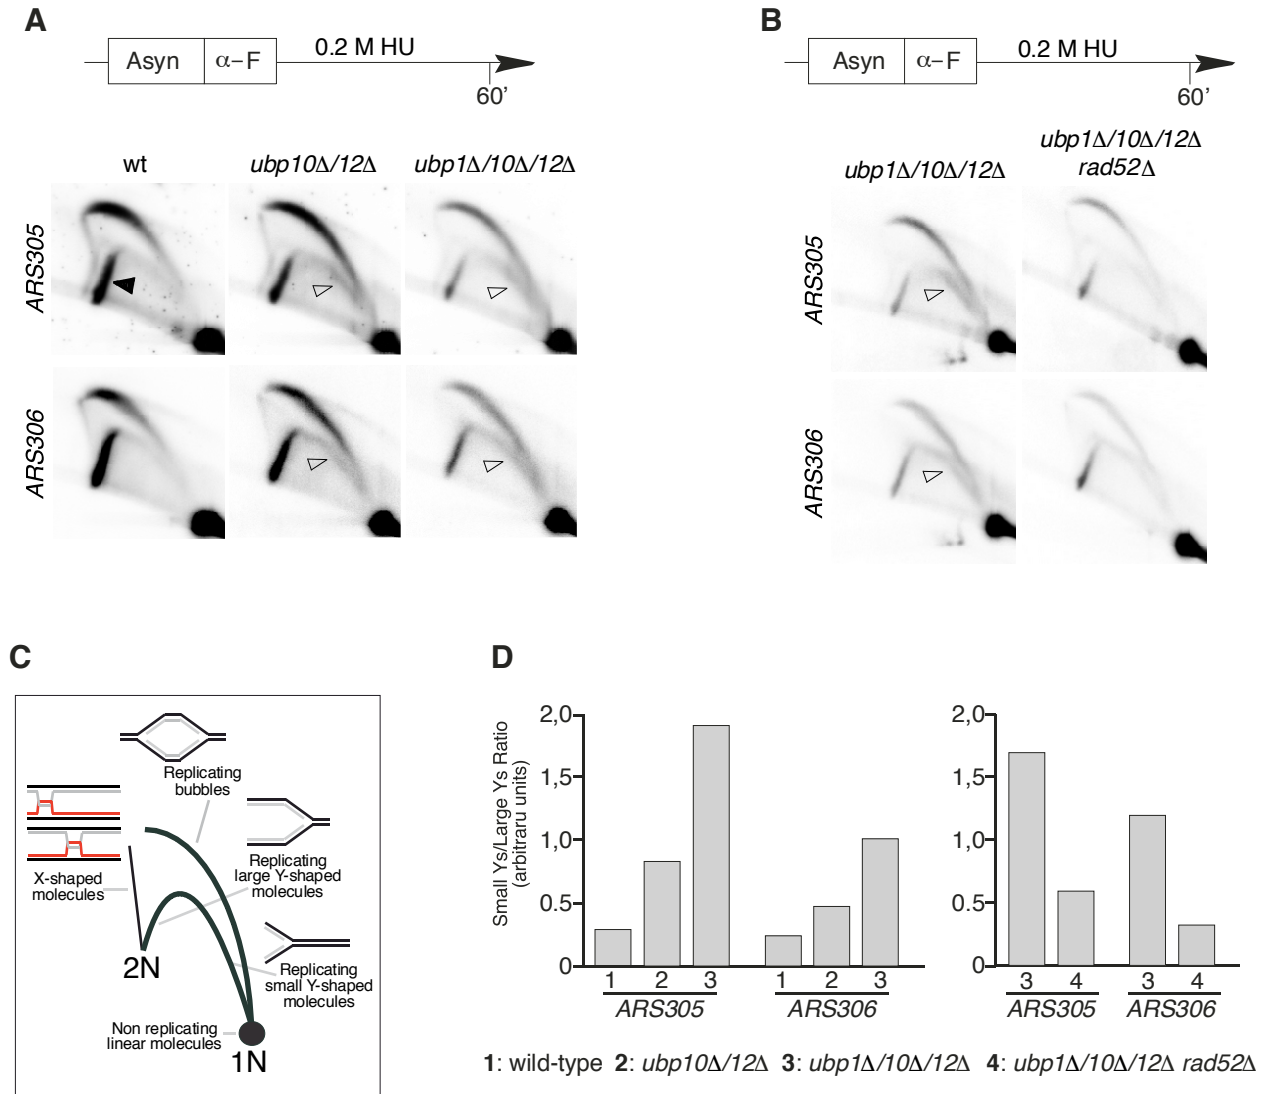 A
Asyn
α–F
0.2 M HU
60’
wt
ubp10Δ/12Δ
ubp1Δ/10Δ/12Δ
ARS305
ARS306
B
Asyn
α–F
0.2 M HU
60’
ubp1Δ/10Δ/12Δ
ubp1Δ/10Δ/12Δ
rad52Δ
ARS305
ARS306
C
Replicating
bubbles
X-shaped
molecules
Replicating
large Y-shaped
molecules
2N
Replicating
small Y-shaped
molecules
Non replicating
linear molecules
1N
D
Small Ys/Large Ys Ratio
(arbitraru units)
2,0
1,5
1,0
0.5
0
1 2 3
ARS305
1 2 3
ARS306
2,0
1,5
1,0
0.5
0
3 4
ARS305
3 4
ARS306
1: wild-type 2: ubp10Δ/12Δ 3: ubp1Δ/10Δ/12Δ 4: ubp1Δ/10Δ/12Δ rad52Δ